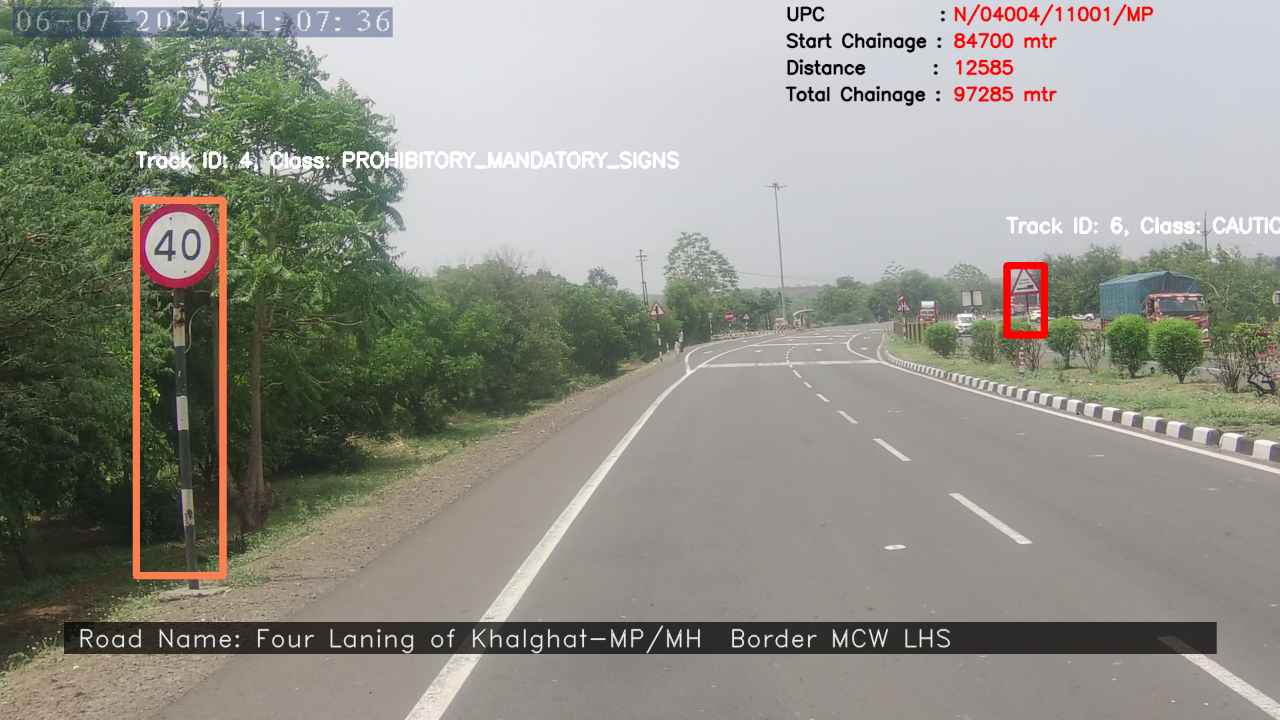 06-07-2025 11:07:36
UPC : N/04004/11001/MP
Start Chainage : 84700 mtr
Distance : 12585
Total Chainage : 97285 mtr
Track ID: 4, Class: PROHIBITORY_MANDATORY_SIGNS
40
Track ID: 6, Class: CAUTIO
Road Name: Four Laning of Khalghat-MP/MH Border MCW LHS